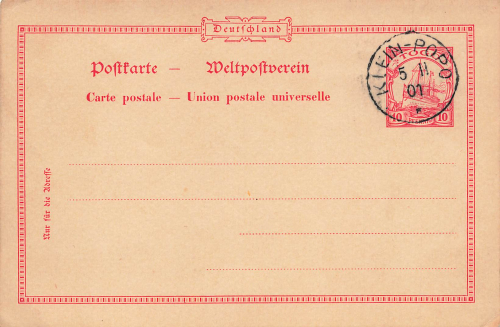 Deutschland
Postkarte — Weltpostverein
Carte postale — Union postale universelle
KLEIN-POPO
5 11
01
*
10 10
Nur für die Adresse